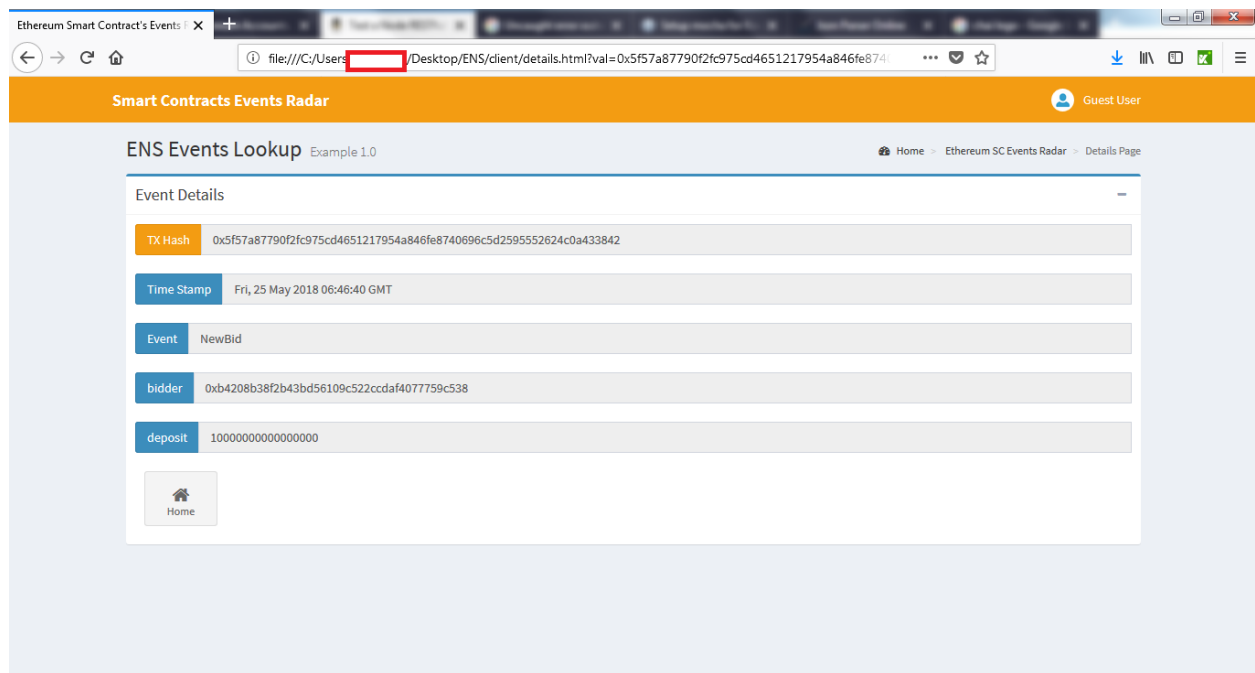 Ethereum Smart Contract's Events
file:///C:/Users /Desktop/ENS/client/details.html?val=0x5f57a87790f2fc975cd4651217954a846fe874
Smart Contracts Events Radar
Guest User
ENS Events Lookup Example 1.0
Home > Ethereum SC Events Radar > Details Page
Event Details
TX Hash 0x5f57a87790f2fc975cd4651217954a846fe8740696c5d2595552624c0a433842
Time Stamp Fri, 25 May 2018 06:46:40 GMT
Event NewBid
bidder 0xb4208b38f2b43bd56109c522ccdaf4077759c538
deposit 10000000000000000
Home